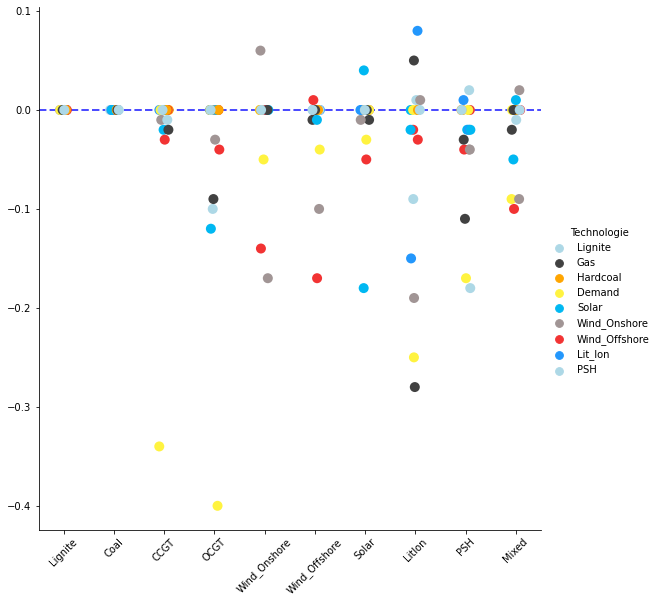 0.1
0.0
−0.1
−0.2
−0.3
−0.4
Lignite
Coal
CCGT
OCGT
Wind_Onshore
Wind_Offshore
Solar
LitIon
PSH
Mixed
Technologie
Lignite
Gas
Hardcoal
Demand
Solar
Wind_Onshore
Wind_Offshore
Lit_Ion
PSH